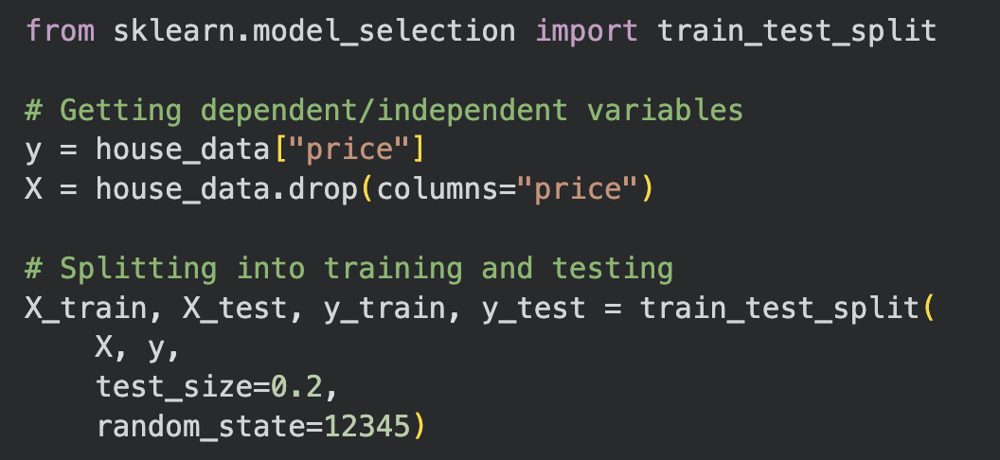 from sklearn.model_selection import train_test_split
# Getting dependent/independent variables
y = house_data["price"]
X = house_data.drop(columns="price")
# Splitting into training and testing
X_train, X_test, y_train, y_test = train_test_split(
    X, y,
    test_size=0.2,
    random_state=12345)